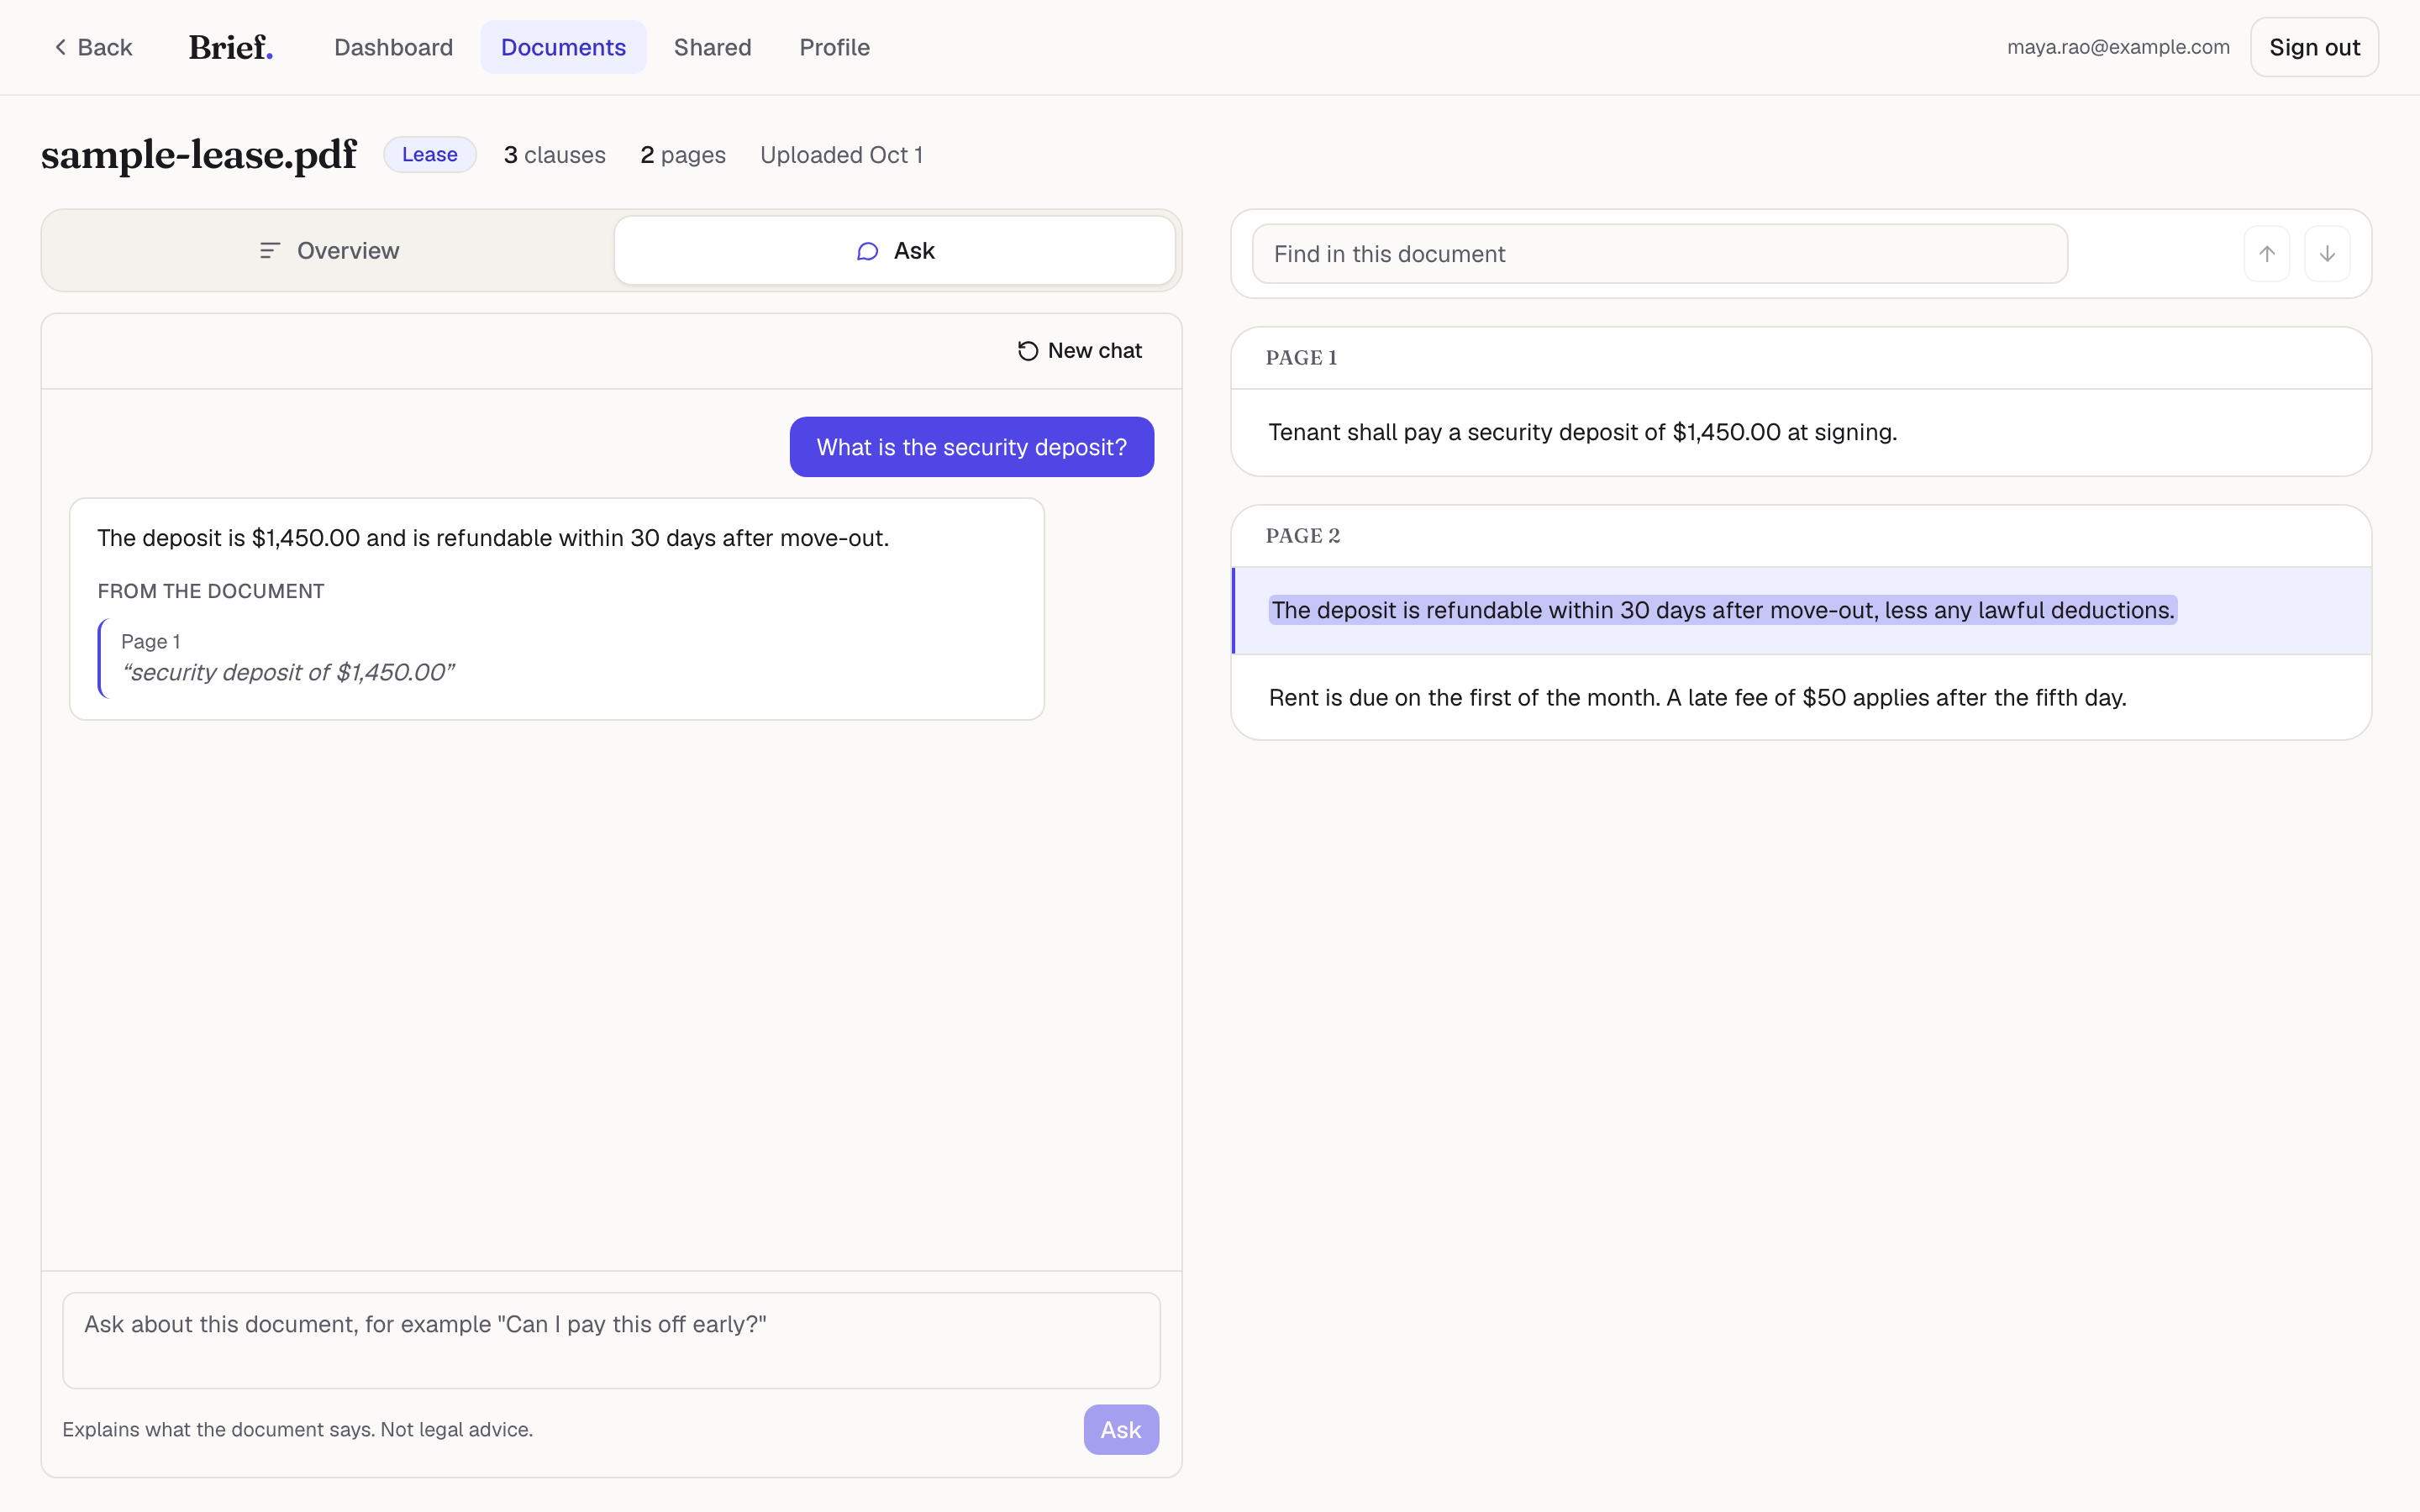 Back
Brief.
Dashboard
Documents
Shared
Profile
maya.rao@example.com
Sign out
sample-lease.pdf
Lease
3 clauses
2 pages
Uploaded Oct 1
Overview
Ask
New chat
What is the security deposit?
The deposit is $1,450.00 and is refundable within 30 days after move-out.
FROM THE DOCUMENT
Page 1
“security deposit of $1,450.00”
Ask about this document, for example "Can I pay this off early?"
Explains what the document says. Not legal advice.
Ask
Find in this document
PAGE 1
Tenant shall pay a security deposit of $1,450.00 at signing.
PAGE 2
The deposit is refundable within 30 days after move-out, less any lawful deductions.
Rent is due on the first of the month. A late fee of $50 applies after the fifth day.